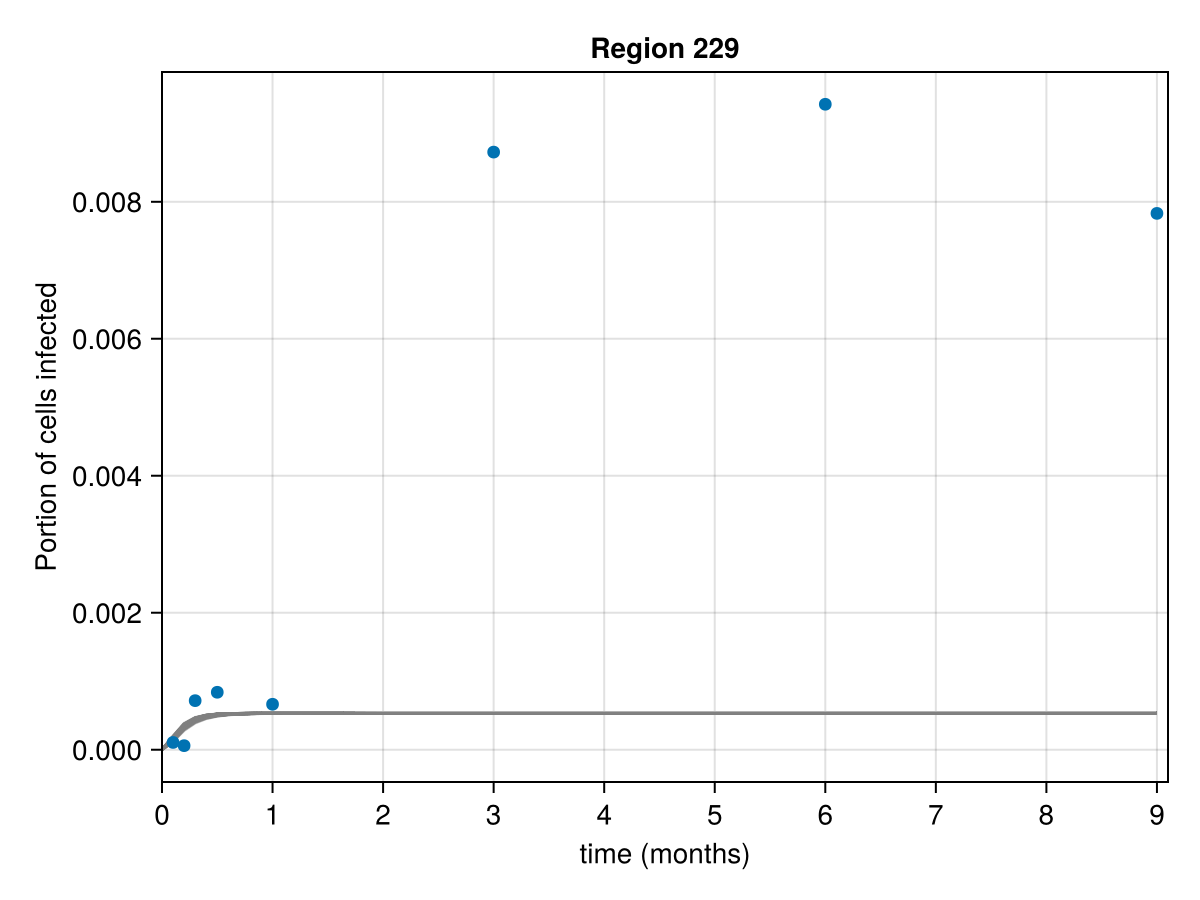 Region 229
Portion of cells infected
0.008
0.006
0.004
0.002
0.000
0 1 2 3 4 5 6 7 8 9
time (months)